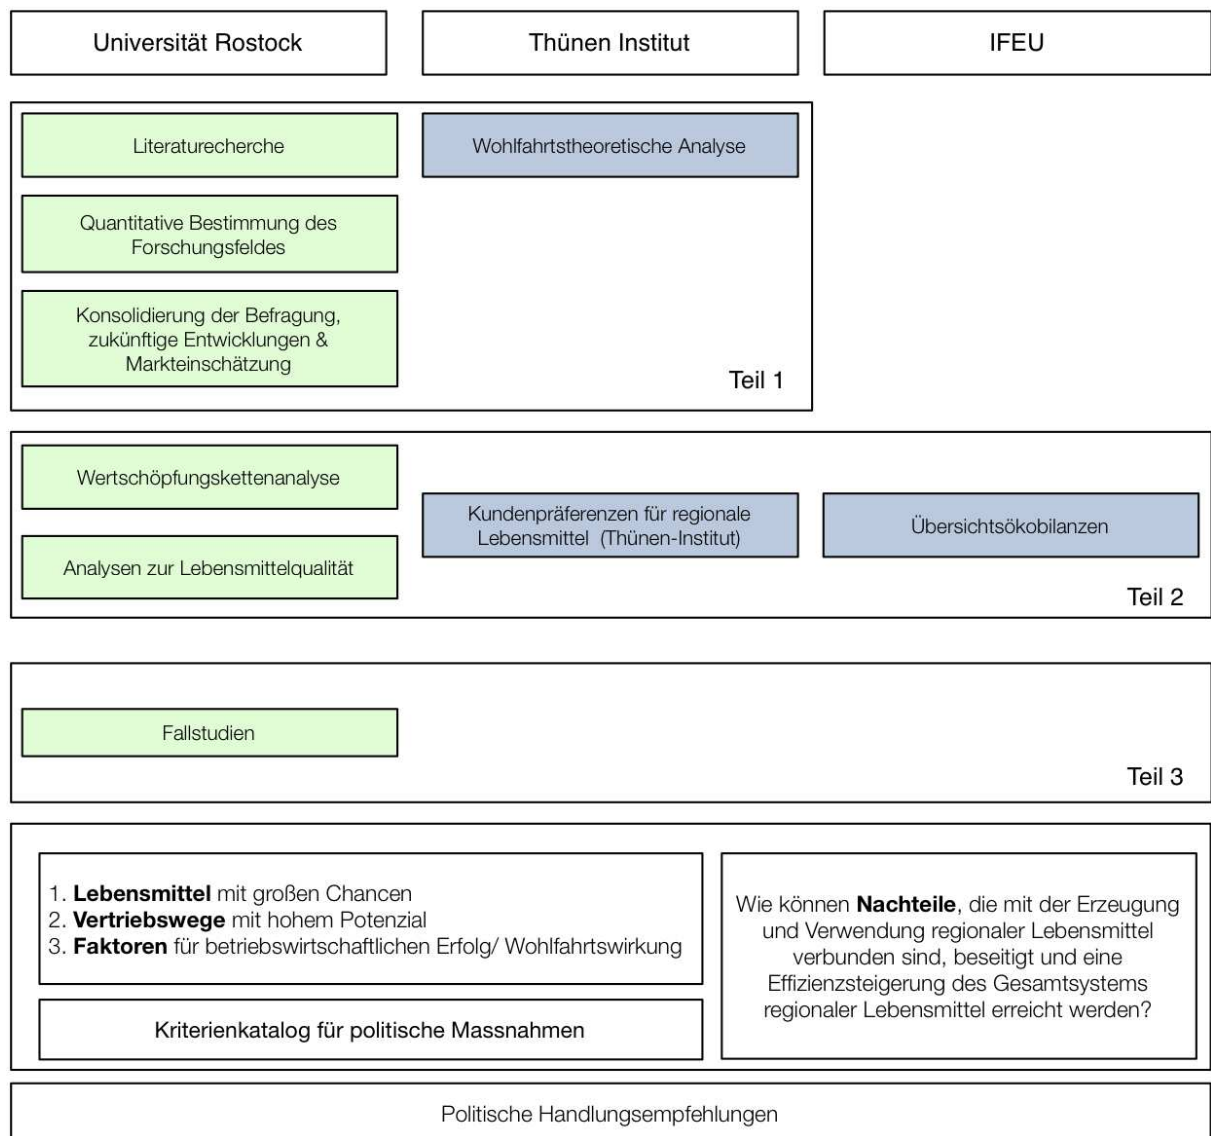 Universität Rostock
Thünen Institut
IFEU
Literaturecherche
Wohlfahrtstheoretische Analyse
Quantitative Bestimmung des
Forschungsfeldes
Konsolidierung der Befragung,
zukünftige Entwicklungen &
Markteinschätzung
Teil 1
Wertschöpfungskettenanalyse
Analysen zur Lebensmittelqualität
Kundenpräferenzen für regionale
Lebensmittel (Thünen-Institut)
Übersichtsökobilanzen
Teil 2
Fallstudien
Teil 3
1. Lebensmittel mit großen Chancen
2. Vertriebswege mit hohem Potenzial
3. Faktoren für betriebswirtschaftlichen Erfolg/ Wohlfahrtswirkung
Kriterienkatalog für politische Massnahmen
Wie können Nachteile, die mit der Erzeugung
und Verwendung regionaler Lebensmittel
verbunden sind, beseitigt und eine
Effizienzsteigerung des Gesamtsystems
regionaler Lebensmittel erreicht werden?
Politische Handlungsempfehlungen